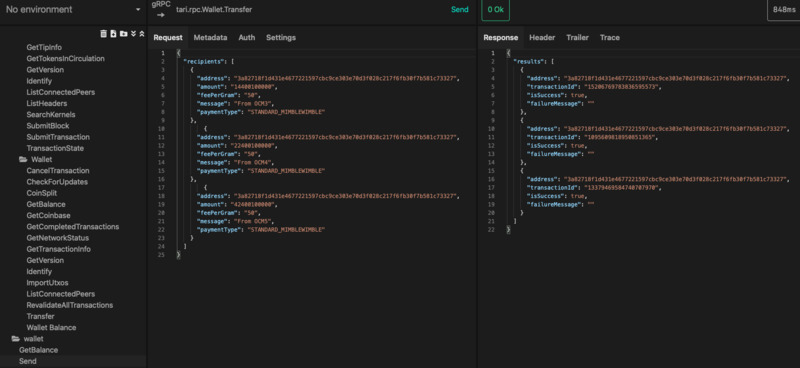 No environment
GetTipInfo
GetTokensInCirculation
GetVersion
Identify
ListConnectedPeers
ListHeaders
SearchKernels
SubmitBlock
SubmitTransaction
TransactionState
Wallet
CancelTransaction
CheckForUpdates
CoinSplit
GetBalance
GetCoinbase
GetCompletedTransactions
GetNetworkStatus
GetTransactionInfo
GetVersion
Identify
ImportUtxos
ListConnectedPeers
RevalidateAllTransactions
Transfer
Wallet Balance
wallet
GetBalance
Send
gRPC tari.rpc.Wallet.Transfer Send
Request Metadata Auth Settings
1 {
2 "recipients": [
3 {
4 "address": "3a82718f1d431e4677221597cbc9ce303e70d3f028c217f6fb30f7b581c73327",
5 "amount": "14400100000",
6 "feePerGram": "50",
7 "message": "From OCM3",
8 "paymentType": "STANDARD_MIMBLEWIMBLE"
9 },
10 {
11 "address": "3a82718f1d431e4677221597cbc9ce303e70d3f028c217f6fb30f7b581c73327",
12 "amount": "22400100000",
13 "feePerGram": "50",
14 "message": "From OCM4",
15 "paymentType": "STANDARD_MIMBLEWIMBLE"
16 },
17 {
18 "address": "3a82718f1d431e4677221597cbc9ce303e70d3f028c217f6fb30f7b581c73327",
19 "amount": "42400100000",
20 "feePerGram": "50",
21 "message": "From OCM5",
22 "paymentType": "STANDARD_MIMBLEWIMBLE"
23 }
24 ]
25 }
0 Ok 848ms
Response Header Trailer Trace
1 {
2 "results": [
3 {
4 "address": "3a82718f1d431e4677221597cbc9ce303e70d3f028c217f6fb30f7b581c73327",
5 "transactionId": "15206769783836595573",
6 "isSuccess": true,
7 "failureMessage": ""
8 },
9 {
10 "address": "3a82718f1d431e4677221597cbc9ce303e70d3f028c217f6fb30f7b581c73327",
11 "transactionId": "1095609818950851365",
12 "isSuccess": true,
13 "failureMessage": ""
14 },
15 {
16 "address": "3a82718f1d431e4677221597cbc9ce303e70d3f028c217f6fb30f7b581c73327",
17 "transactionId": "13379469584740707970",
18 "isSuccess": true,
19 "failureMessage": ""
20 }
21 ]
22 }